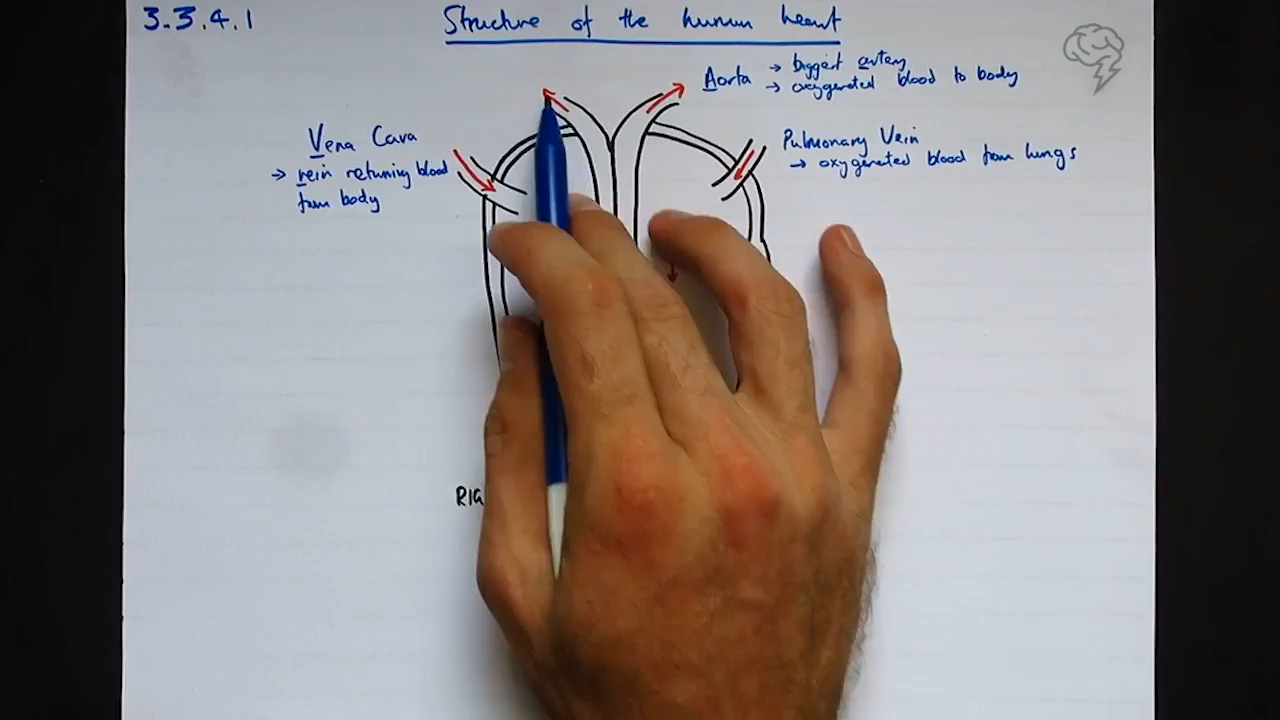 3.3.4.1
Structure of the human heart
Aorta → biggest artery
→ oxygenated blood to body
Vena Cava
→ vein returning blood
from body
Pulmonary Vein
→ oxygenated blood from lungs
RIG